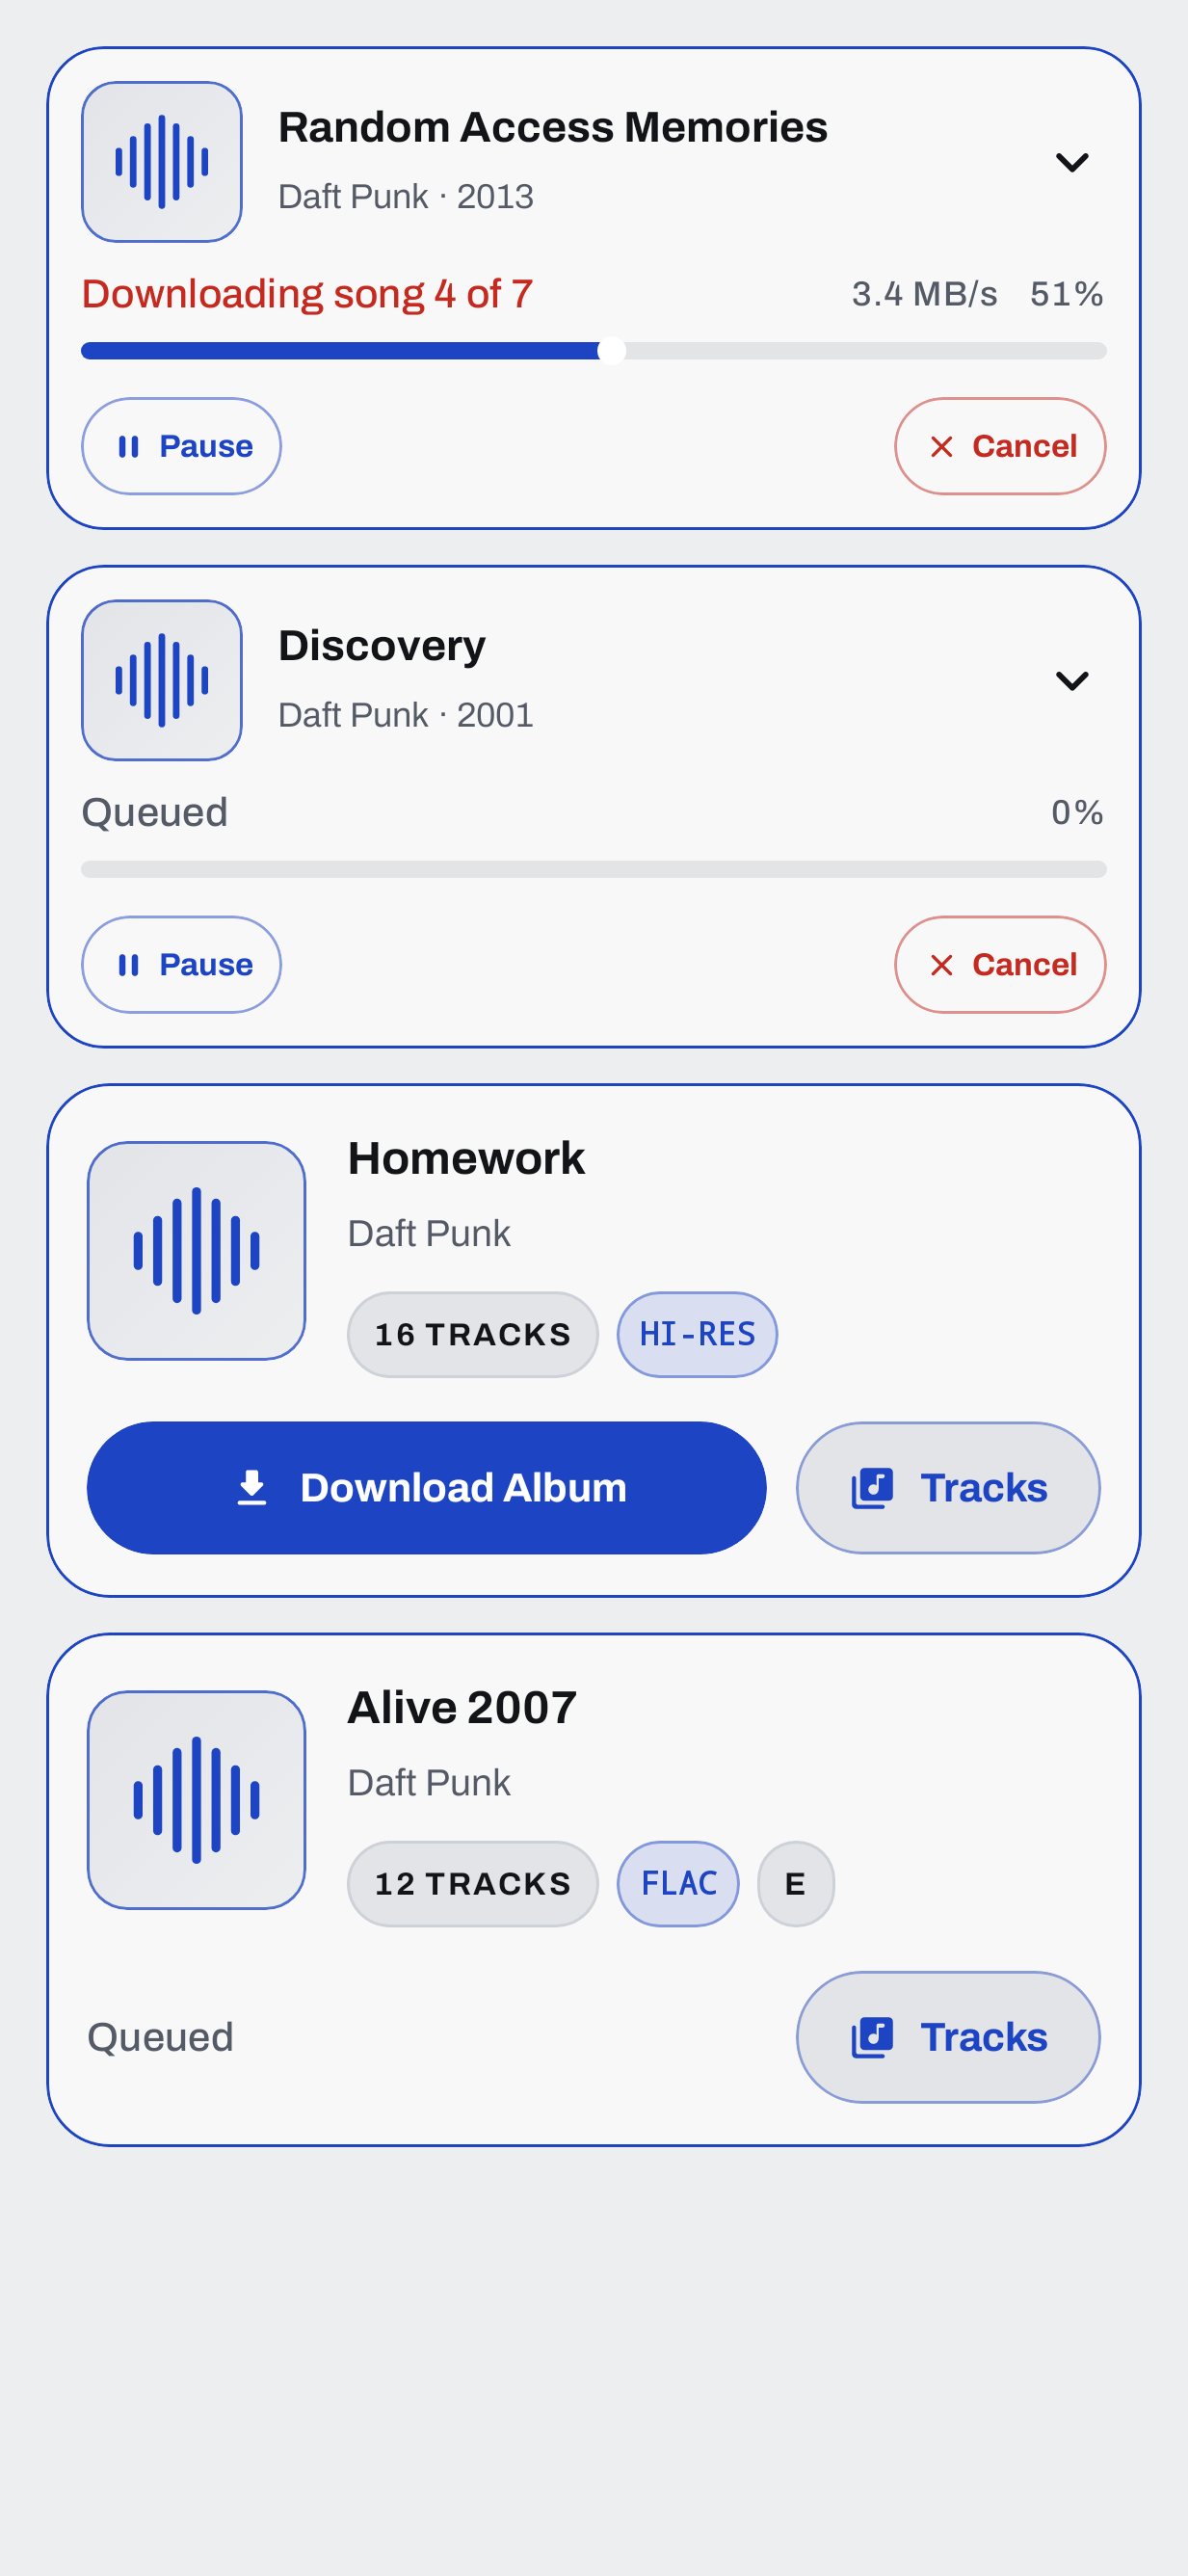 Random Access Memories
Daft Punk · 2013
Downloading song 4 of 7 3.4 MB/s 51%
Pause Cancel
Discovery
Daft Punk · 2001
Queued 0%
Pause Cancel
Homework
Daft Punk
16 TRACKS HI-RES
Download Album Tracks
Alive 2007
Daft Punk
12 TRACKS FLAC E
Queued Tracks